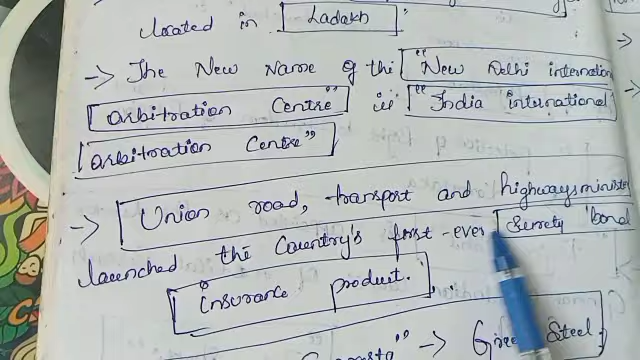 located in Ladakh"
-> The New Name of the "New Delhi internation
arbitration Centre" is "India international
arbitration Centre"
-> Union road, transport and highways minister
launched the Country's first-ever surety bond
insurance product.
-> Green Steel